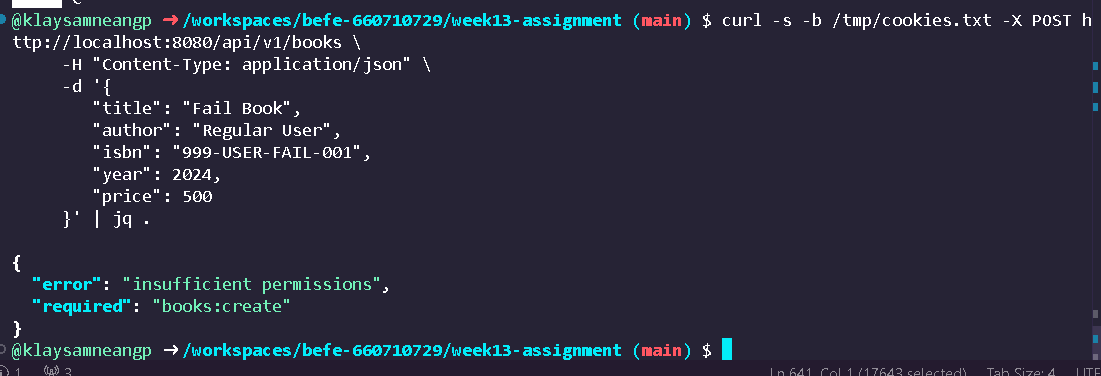 @klaysamneangp ➜ /workspaces/befe-660710729/week13-assignment (main) $ curl -s -b /tmp/cookies.txt -X POST h
ttp://localhost:8080/api/v1/books \
-H "Content-Type: application/json" \
-d '{
"title": "Fail Book",
"author": "Regular User",
"isbn": "999-USER-FAIL-001",
"year": 2024,
"price": 500
}' | jq .
{
"error": "insufficient permissions",
"required": "books:create"
}
@klaysamneangp ➜ /workspaces/befe-660710729/week13-assignment (main) $
1 3 Ln 641, Col 1 (17643 selected) Tab Size: 4 UTF